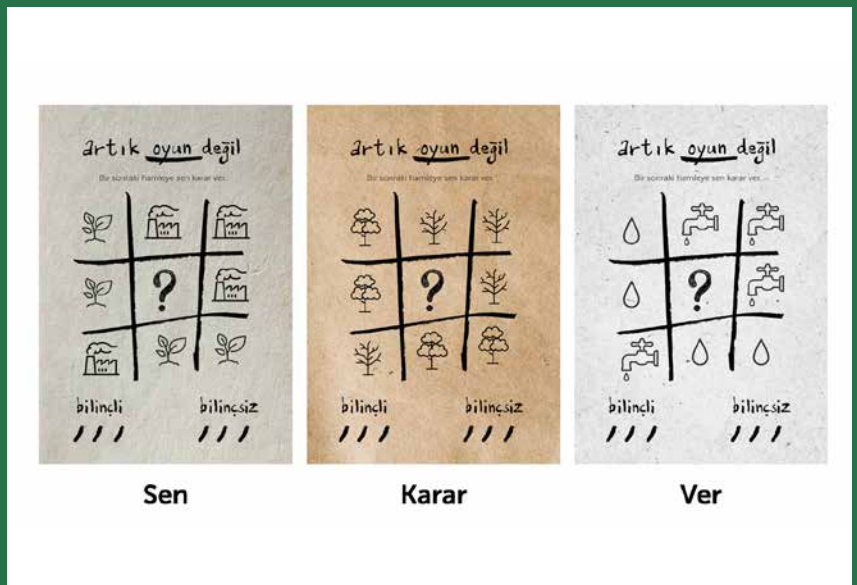 artık oyun değil
Bir sonraki hamleye sen karar ver.
?
bilinçli bilinçsiz
Sen
artık oyun değil
Bir sonraki hamleye sen karar ver.
?
bilinçli bilinçsiz
Karar
artık oyun değil
Bir sonraki hamleye sen karar ver.
?
bilinçli bilinçsiz
Ver